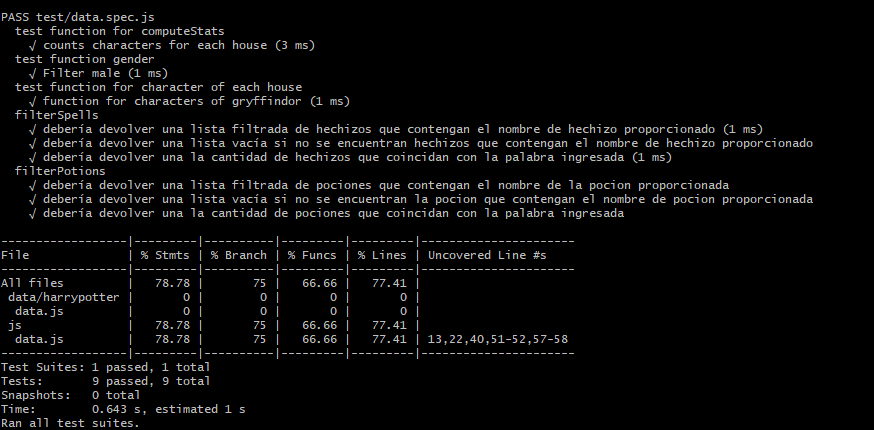 PASS test/data.spec.js
  test function for computeStats
    √ counts characters for each house (3 ms)
  test function gender
    √ Filter male (1 ms)
  test function for character of each house
    √ function for characters of gryffindor (1 ms)
  filterSpells
    √ debería devolver una lista filtrada de hechizos que contengan el nombre de hechizo proporcionado (1 ms)
    √ debería devolver una lista vacía si no se encuentran hechizos que contengan el nombre de hechizo proporcionado
    √ debería devolver una la cantidad de hechizos que coincidan con la palabra ingresada (1 ms)
  filterPotions
    √ debería devolver una lista filtrada de pociones que contengan el nombre de la pocion proporcionada
    √ debería devolver una lista vacía si no se encuentran la pocion que contengan el nombre de pocion proporcionada
    √ debería devolver una la cantidad de pociones que coincidan con la palabra ingresada
------------------|---------|----------|---------|---------|----------------------
File              | % Stmts | % Branch | % Funcs | % Lines | Uncovered Line #s
------------------|---------|----------|---------|---------|----------------------
All files         |   78.78 |       75 |   66.66 |   77.41 |
 data/harrypotter |       0 |        0 |       0 |       0 |
  data.js         |       0 |        0 |       0 |       0 |
 js               |   78.78 |       75 |   66.66 |   77.41 |
  data.js         |   78.78 |       75 |   66.66 |   77.41 | 13,22,40,51-52,57-58
------------------|---------|----------|---------|---------|----------------------
Test Suites: 1 passed, 1 total
Tests:       9 passed, 9 total
Snapshots:   0 total
Time:        0.643 s, estimated 1 s
Ran all test suites.